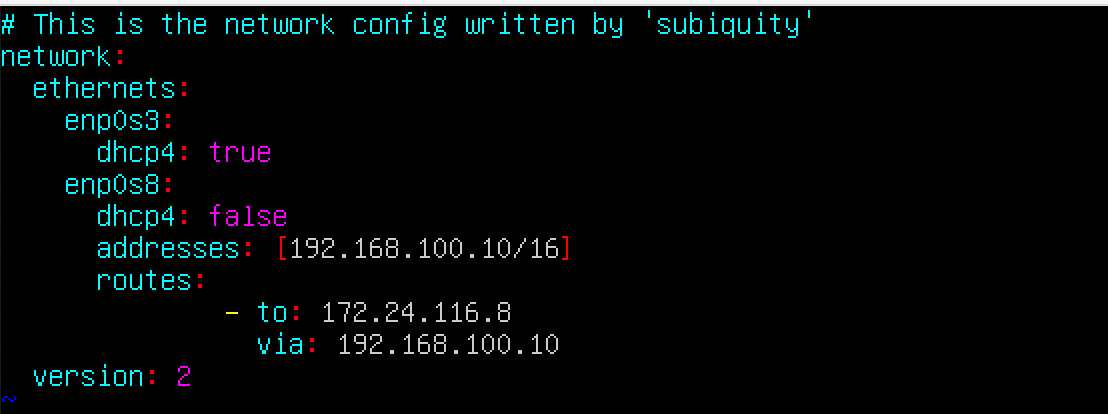 # This is the network config written by 'subiquity'
network:
  ethernets:
    enp0s3:
      dhcp4: true
    enp0s8:
      dhcp4: false
      addresses: [192.168.100.10/16]
      routes:
              - to: 172.24.116.8
                via: 192.168.100.10
  version: 2
~